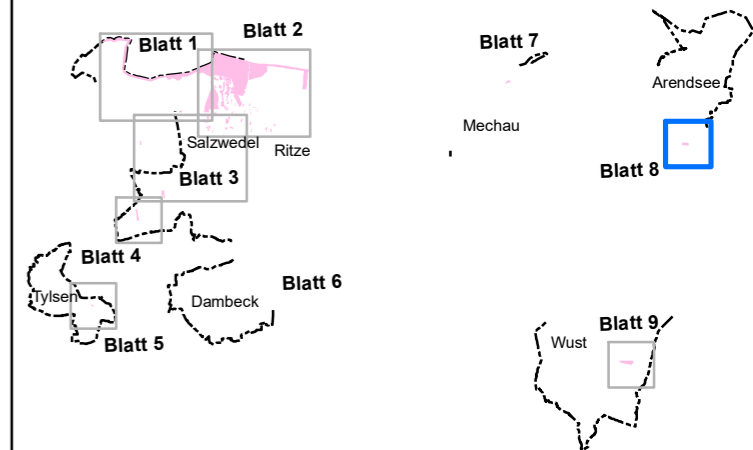 Blatt 1
Blatt 2
Blatt 7
Arendsee
Mechau
Salzwedel
Ritze
Blatt 8
Blatt 3
Blatt 4
Blatt 6
Tylsen
Dambeck
Blatt 9
Blatt 5
Wust